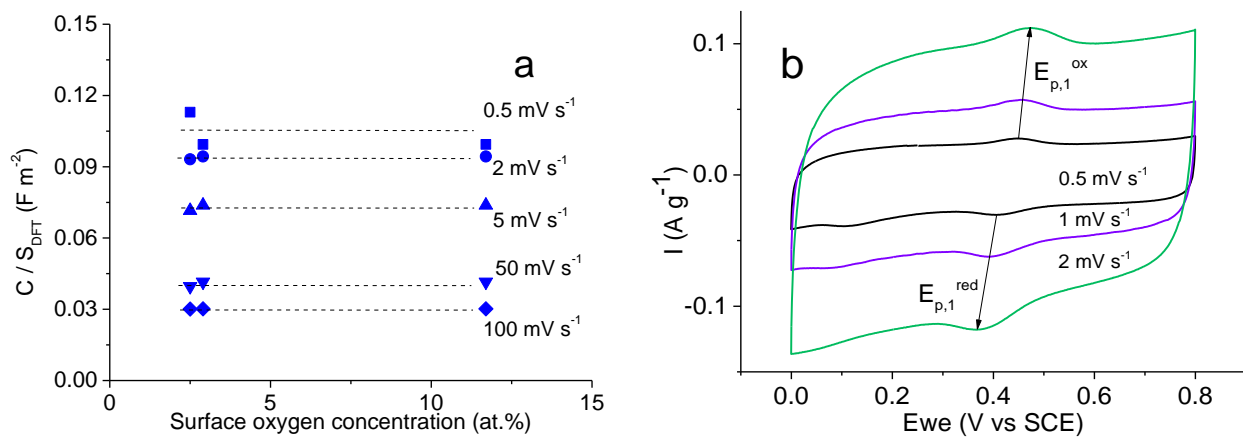 0.15
0.12
0.09
0.06
0.03
0.00
C / S_DFT (F m⁻²)
a
0.5 mV s⁻¹
2 mV s⁻¹
5 mV s⁻¹
50 mV s⁻¹
100 mV s⁻¹
0 5 10 15
Surface oxygen concentration (at.%)
0.1
0.0
-0.1
I (A g⁻¹)
b
E_p,1^ox
0.5 mV s⁻¹
1 mV s⁻¹
2 mV s⁻¹
E_p,1^red
0.0 0.2 0.4 0.6 0.8
Ewe (V vs SCE)